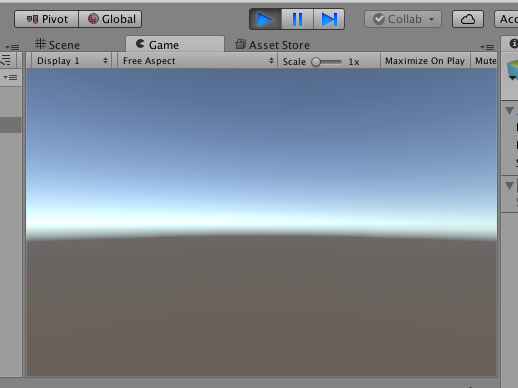 Pivot Global Collab Acc
Scene Game Asset Store
Display 1 Free Aspect Scale 1x Maximize On Play Mute